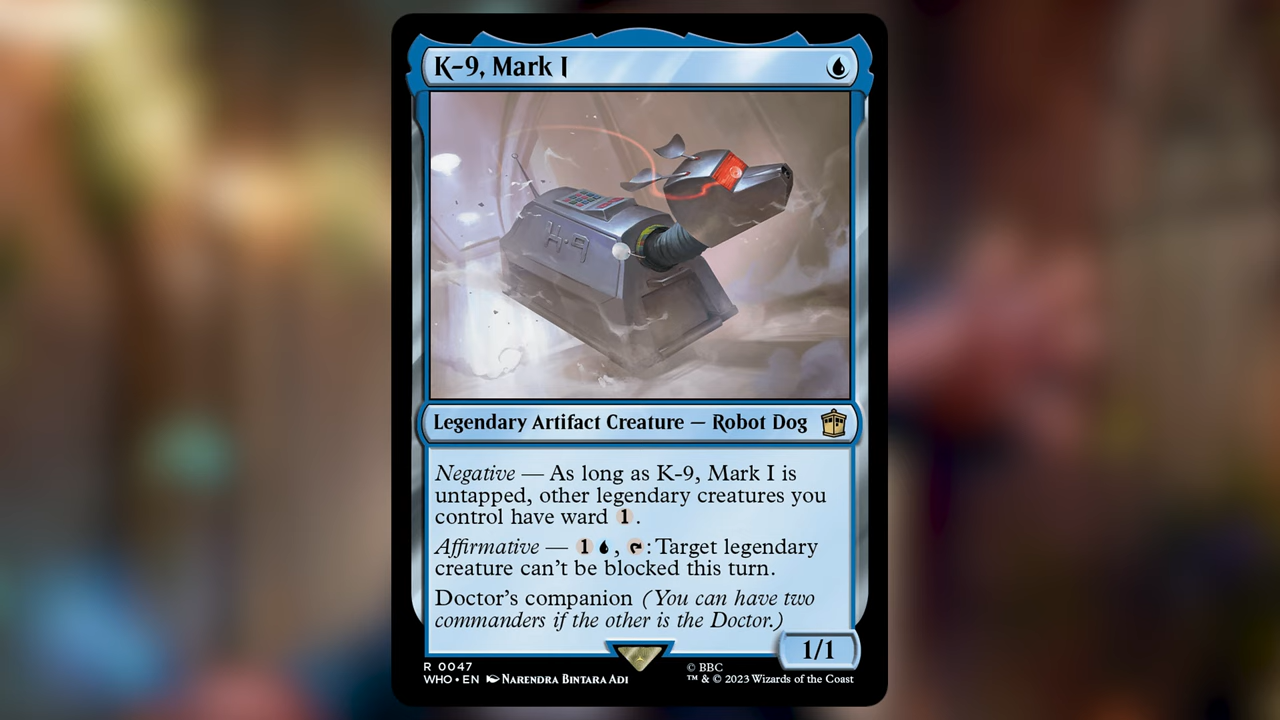 K-9, Mark I
K-9
Legendary Artifact Creature — Robot Dog
Negative — As long as K-9, Mark I is
untapped, other legendary creatures you
control have ward 1.
Affirmative — 1, : Target legendary
creature can't be blocked this turn.
Doctor's companion (You can have two
commanders if the other is the Doctor.)
1/1
R 0047
WHO • EN Narendra Bintara Adi
© BBC
™ & © 2023 Wizards of the Coast